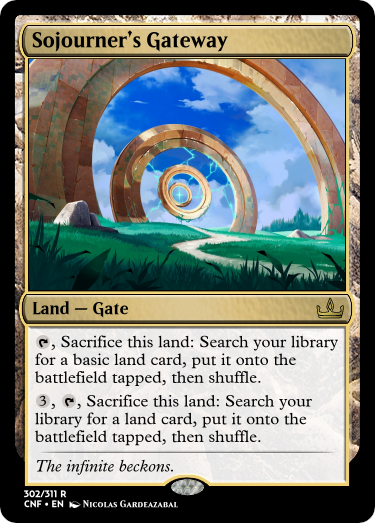 Sojourner's Gateway
Land — Gate
, Sacrifice this land: Search your library
for a basic land card, put it onto the
battlefield tapped, then shuffle.
3, , Sacrifice this land: Search your
library for a land card, put it onto the
battlefield tapped, then shuffle.
The infinite beckons.
302/311 R
CNF • EN Nicolas Gardeazabal